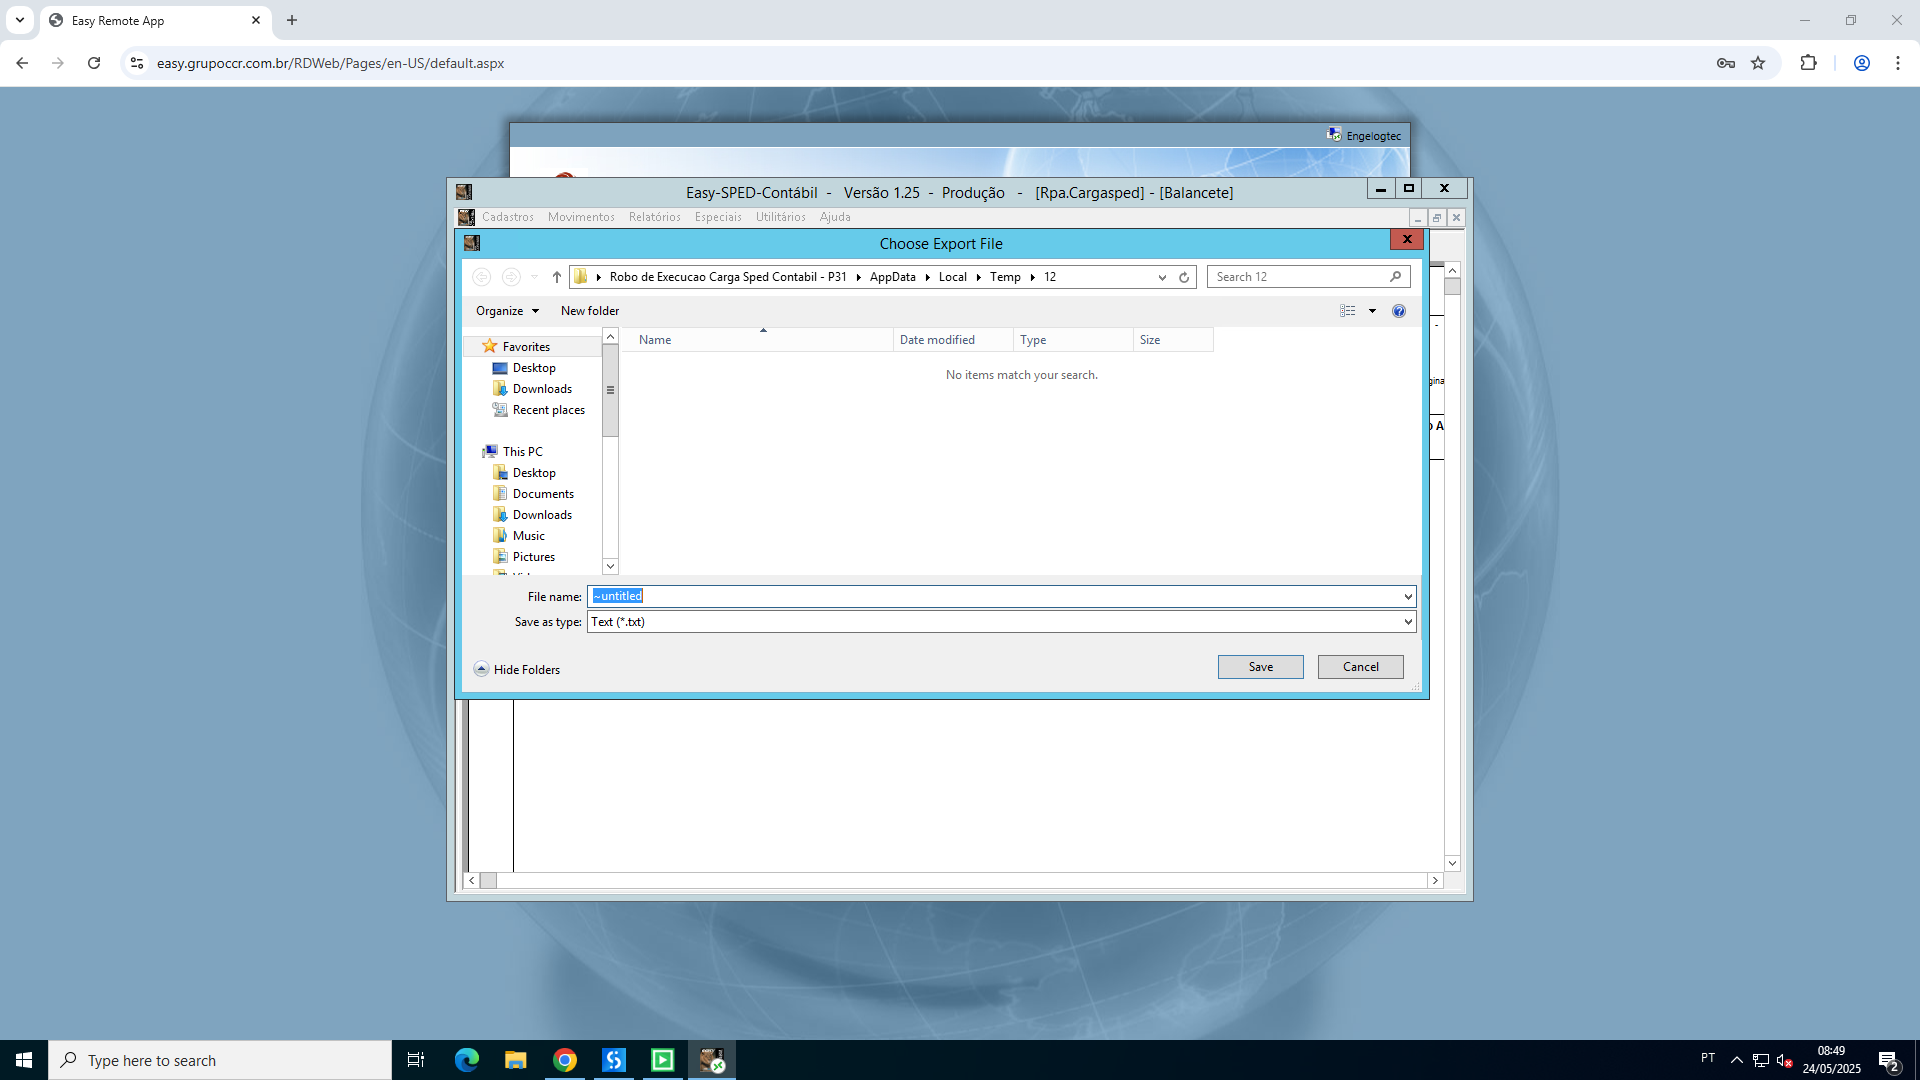 Easy Remote App
easy.grupoccr.com.br/RDWeb/Pages/en-US/default.aspx
Engelogtec
Easy-SPED-Contábil - Versão 1.25 - Produção - [Rpa.Cargasped] - [Balancete]
Cadastros Movimentos Relatórios Especiais Utilitários Ajuda
Choose Export File
Robo de Execucao Carga Sped Contabil - P31 AppData Local Temp 12
Search 12
Organize New folder
Name Date modified Type Size
No items match your search.
Favorites
Desktop
Downloads
Recent places
This PC
Desktop
Documents
Downloads
Music
Pictures
File name: ~untitled
Save as type: Text (*.txt)
Hide Folders
Save Cancel
Type here to search
PT
08:49
24/05/2025
2